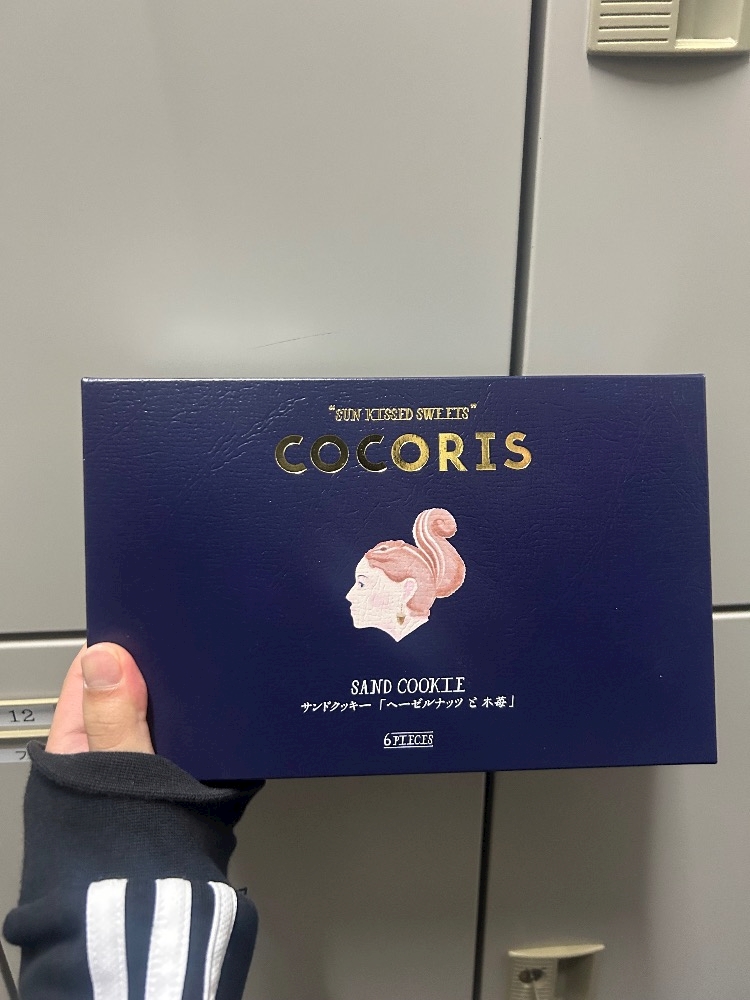 "SUN KISSED SWEETS"
COCORIS
SAND COOKIE
サンドクッキー「ヘーゼルナッツと木苺」
6 PIECES
12